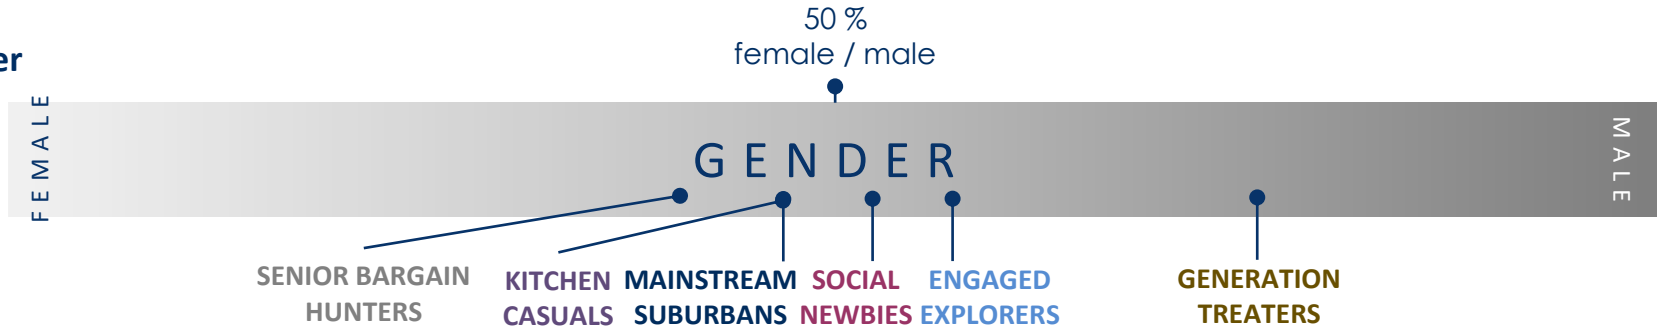 50 %
female / male
er
FEMALE
GENDER
MALE
SENIOR BARGAIN
HUNTERS
KITCHEN
CASUALS
MAINSTREAM
SUBURBANS
SOCIAL
NEWBIES
ENGAGED
EXPLORERS
GENERATION
TREATERS